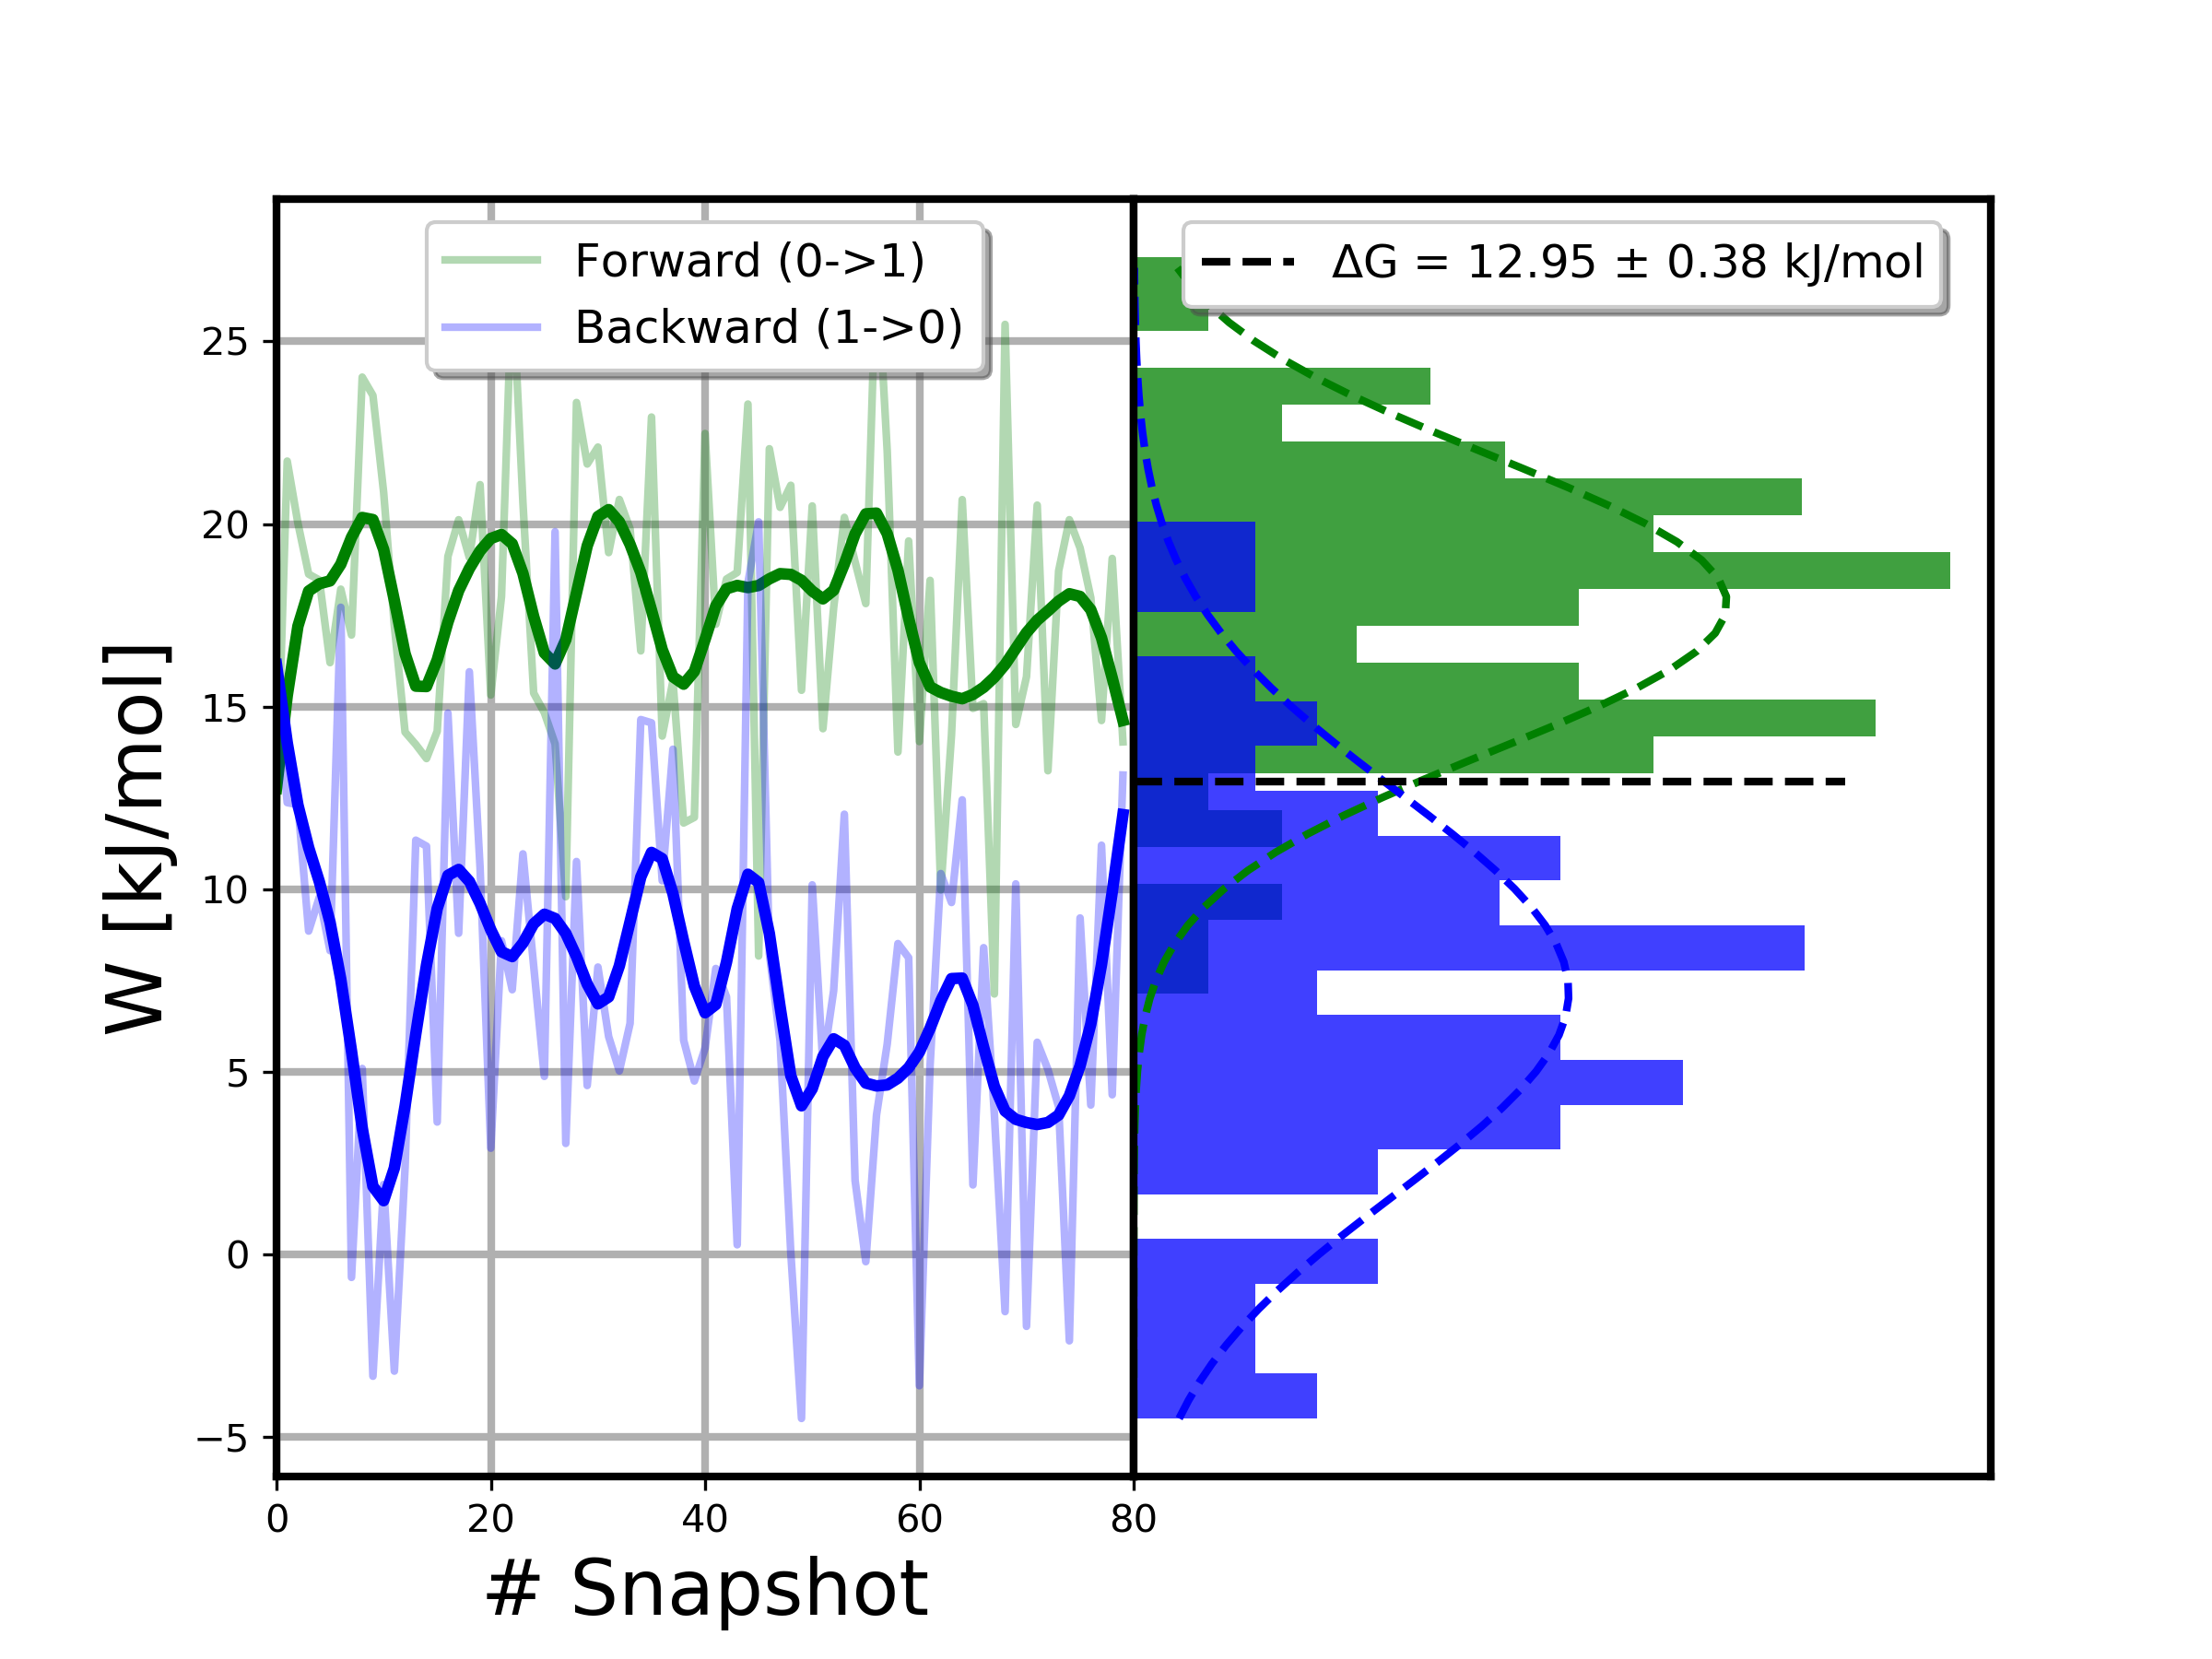 Forward (0->1)
Backward (1->0)
ΔG = 12.95 ± 0.38 kJ/mol
W [kJ/mol]
25
20
15
10
5
0
−5
0 20 40 60 80
# Snapshot